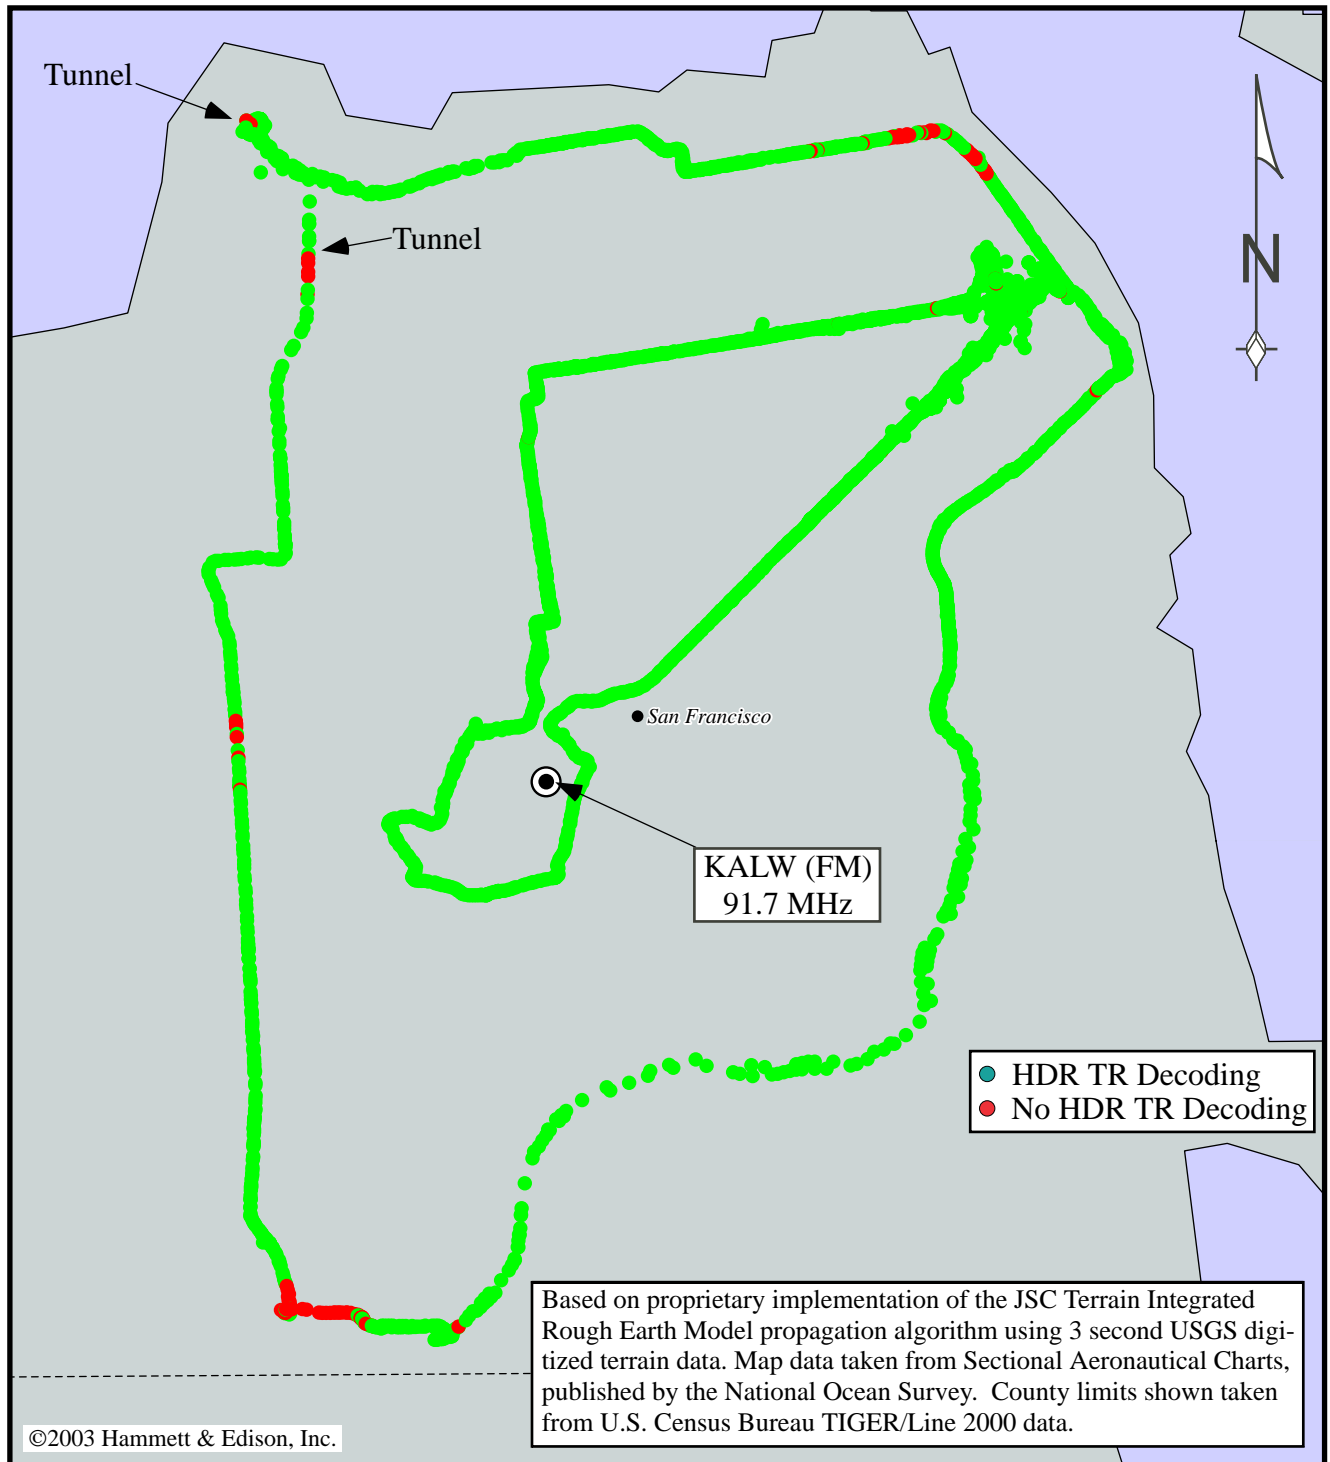 Tunnel
Tunnel
N
San Francisco
KALW (FM)
91.7 MHz
HDR TR Decoding
No HDR TR Decoding
Based on proprietary implementation of the JSC Terrain Integrated
Rough Earth Model propagation algorithm using 3 second USGS digi-
tized terrain data. Map data taken from Sectional Aeronautical Charts,
published by the National Ocean Survey.  County limits shown taken
from U.S. Census Bureau TIGER/Line 2000 data.
©2003 Hammett & Edison, Inc.